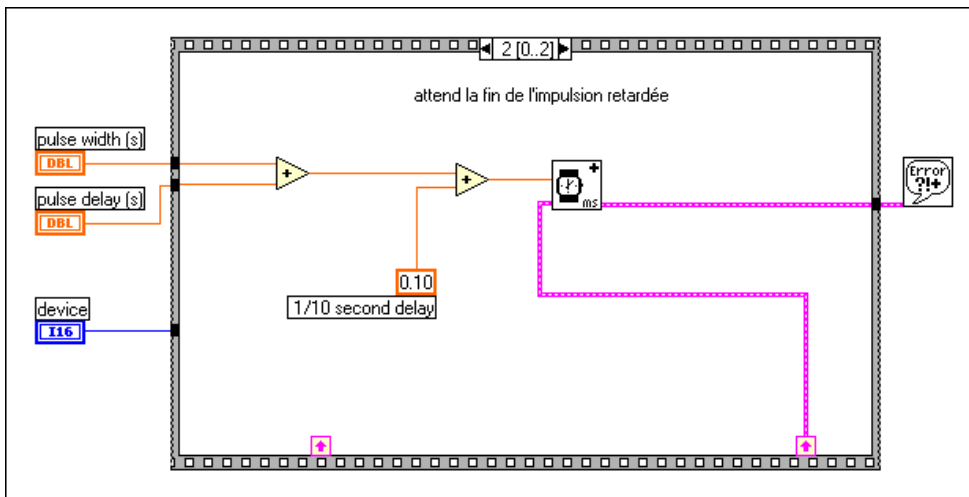 2 [0..2]
attend la fin de l'impulsion retardée
pulse width (s)
DBL
pulse delay (s)
DBL
0.10
1/10 second delay
device
I16
ms
Error
?!+